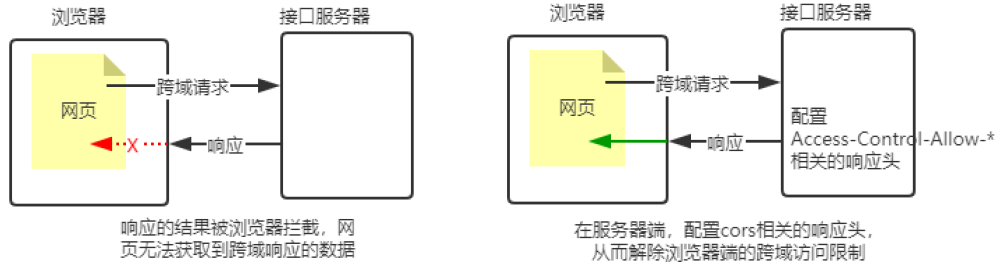 浏览器
接口服务器
网页
跨域请求
X
响应
响应的结果被浏览器拦截，网
页无法获取到跨域响应的数据
浏览器
接口服务器
网页
跨域请求
响应
配置
Access-Control-Allow-*
相关的响应头
在服务器端，配置cors相关的响应头，
从而解除浏览器端的跨域访问限制